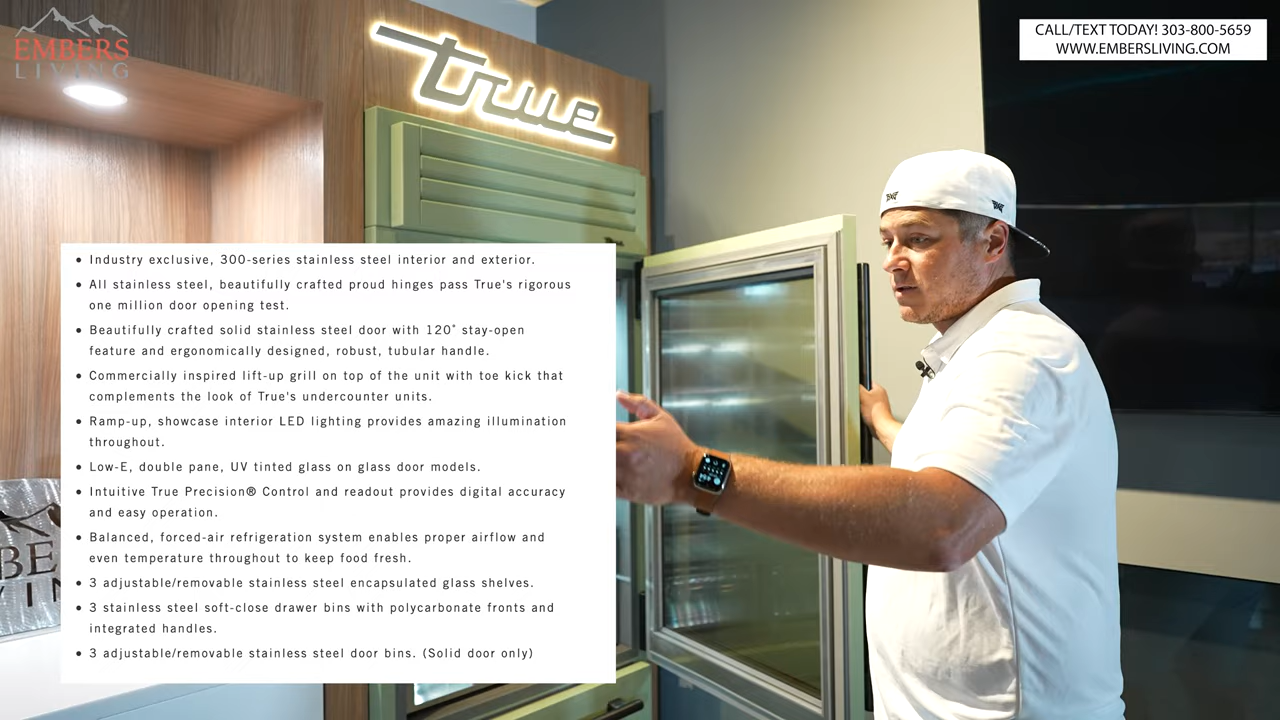 EMBERS
LIVING
CALL/TEXT TODAY! 303-800-5659
WWW.EMBERSLIVING.COM
true
• Industry exclusive, 300-series stainless steel interior and exterior.
• All stainless steel, beautifully crafted proud hinges pass True's rigorous
one million door opening test.
• Beautifully crafted solid stainless steel door with 120˚ stay-open
feature and ergonomically designed, robust, tubular handle.
• Commercially inspired lift-up grill on top of the unit with toe kick that
complements the look of True's undercounter units.
• Ramp-up, showcase interior LED lighting provides amazing illumination
throughout.
• Low-E, double pane, UV tinted glass on glass door models.
• Intuitive True Precision® Control and readout provides digital accuracy
and easy operation.
• Balanced, forced-air refrigeration system enables proper airflow and
even temperature throughout to keep food fresh.
• 3 adjustable/removable stainless steel encapsulated glass shelves.
• 3 stainless steel soft-close drawer bins with polycarbonate fronts and
integrated handles.
• 3 adjustable/removable stainless steel door bins. (Solid door only)